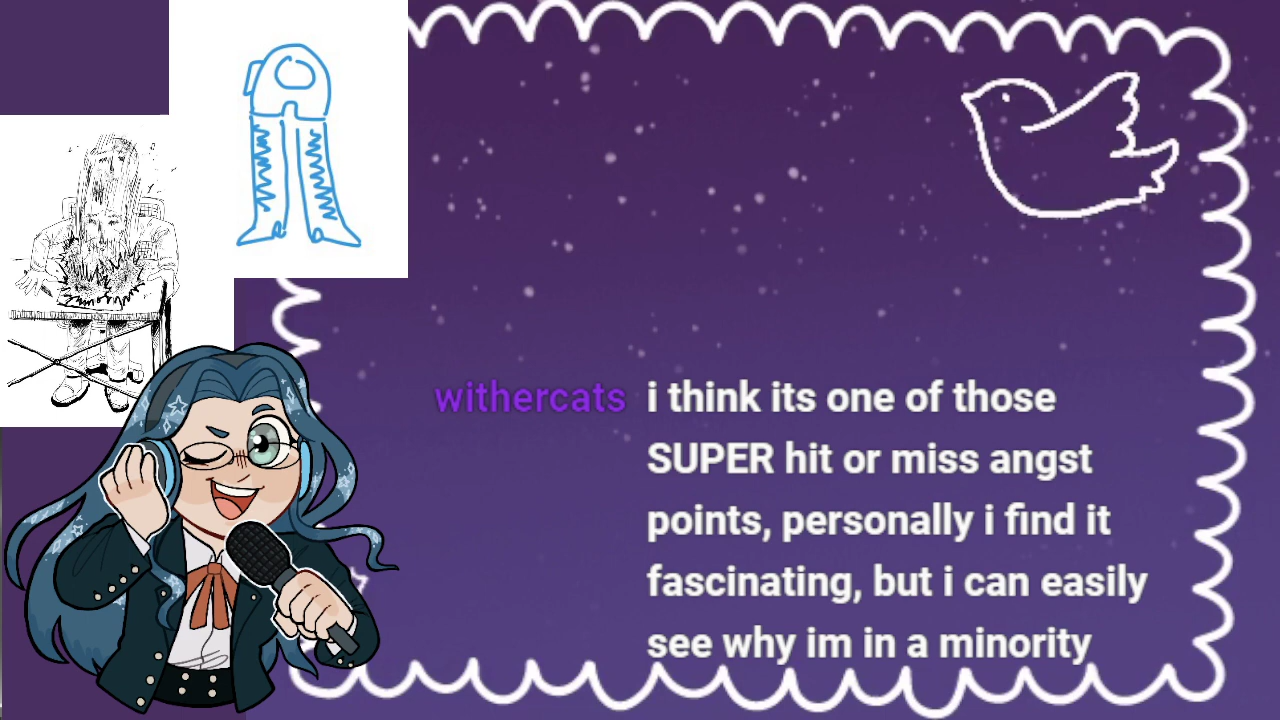 withercats i think its one of those
SUPER hit or miss angst
points, personally i find it
fascinating, but i can easily
see why im in a minority